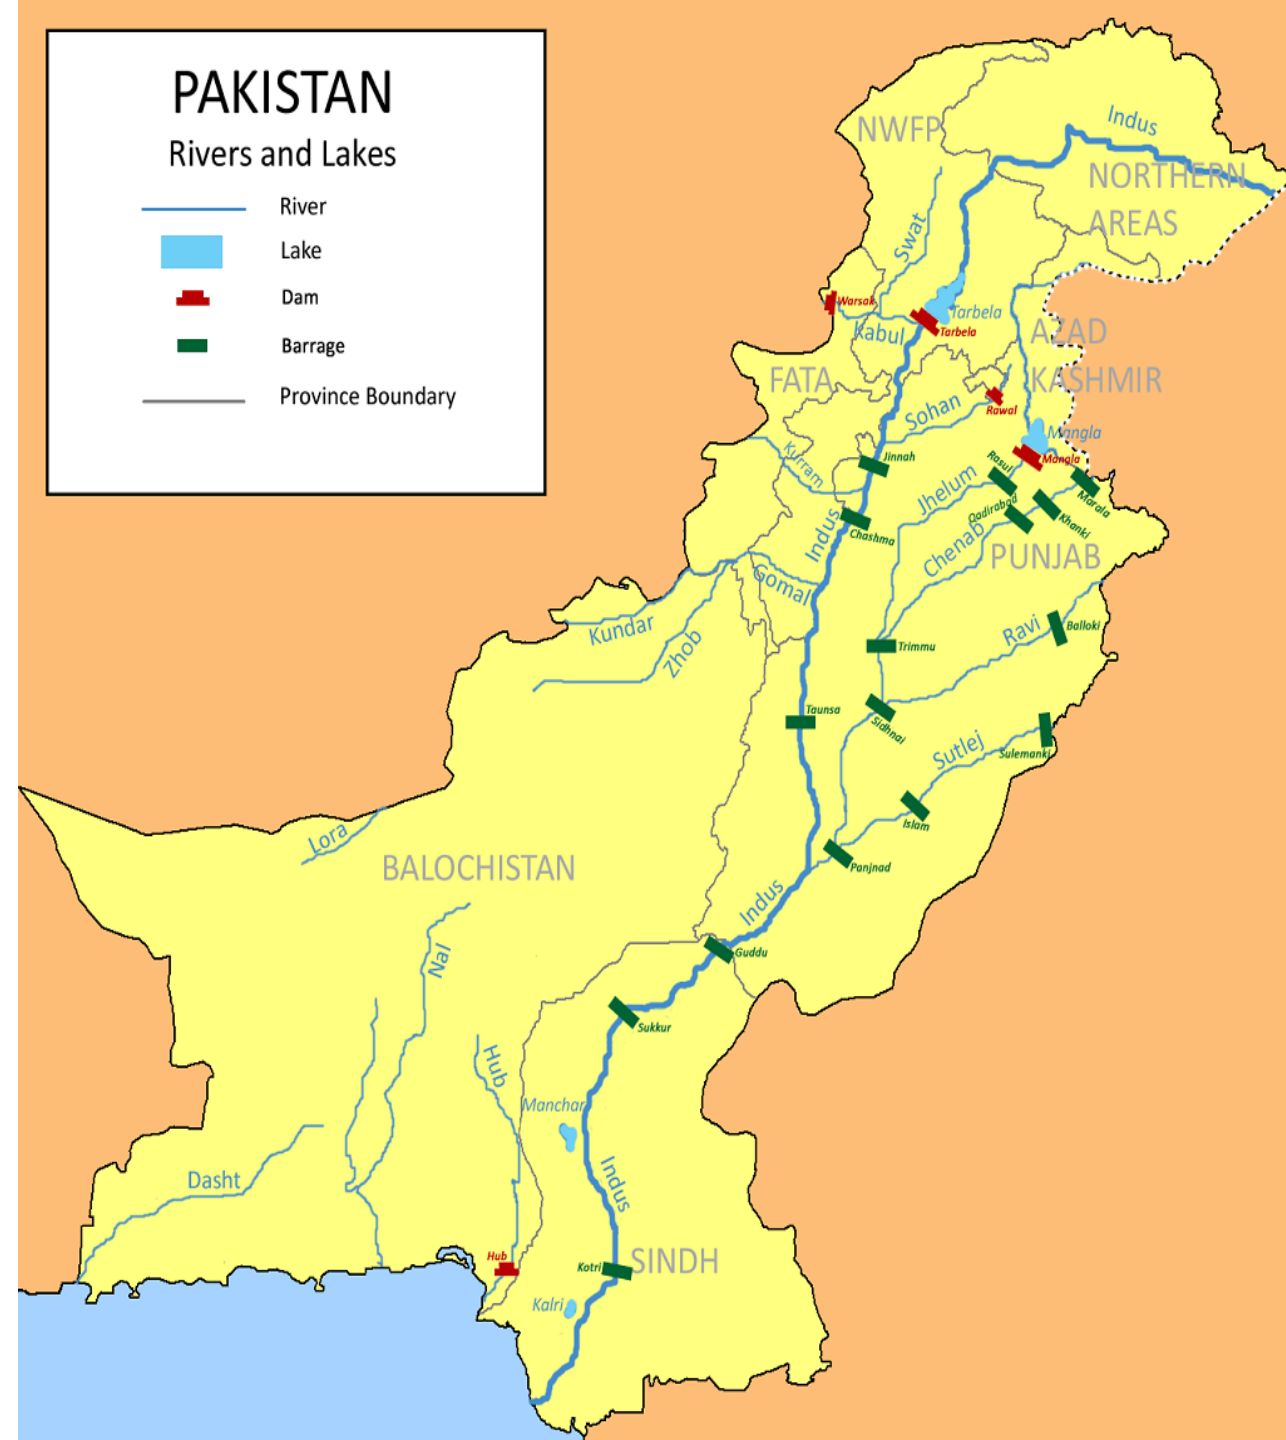 PAKISTAN
Rivers and Lakes
River
Lake
Dam
Barrage
Province Boundary
Indus
NWFP
NORTHERN
AREAS
Swat
Warsak
Tarbela
Tarbela
Kabul
AZAD
KASHMIR
FATA
Rawal
Sohan
Mangla
Mangla
Jinnah
Rasul
Kurram
Jhelum
Marala
Qadirabad
Khanki
Indus
Chashma
Chenab
PUNJAB
Gomal
Kundar
Zhob
Ravi
Balloki
Trimmu
Taunsa
Sidhnai
Sutlej
Sulemanki
Islam
Lora
BALOCHISTAN
Panjnad
Indus
Guddu
Nal
Sukkur
Hub
Manchar
Dasht
Indus
Hub
Kotri
SINDH
Kalri